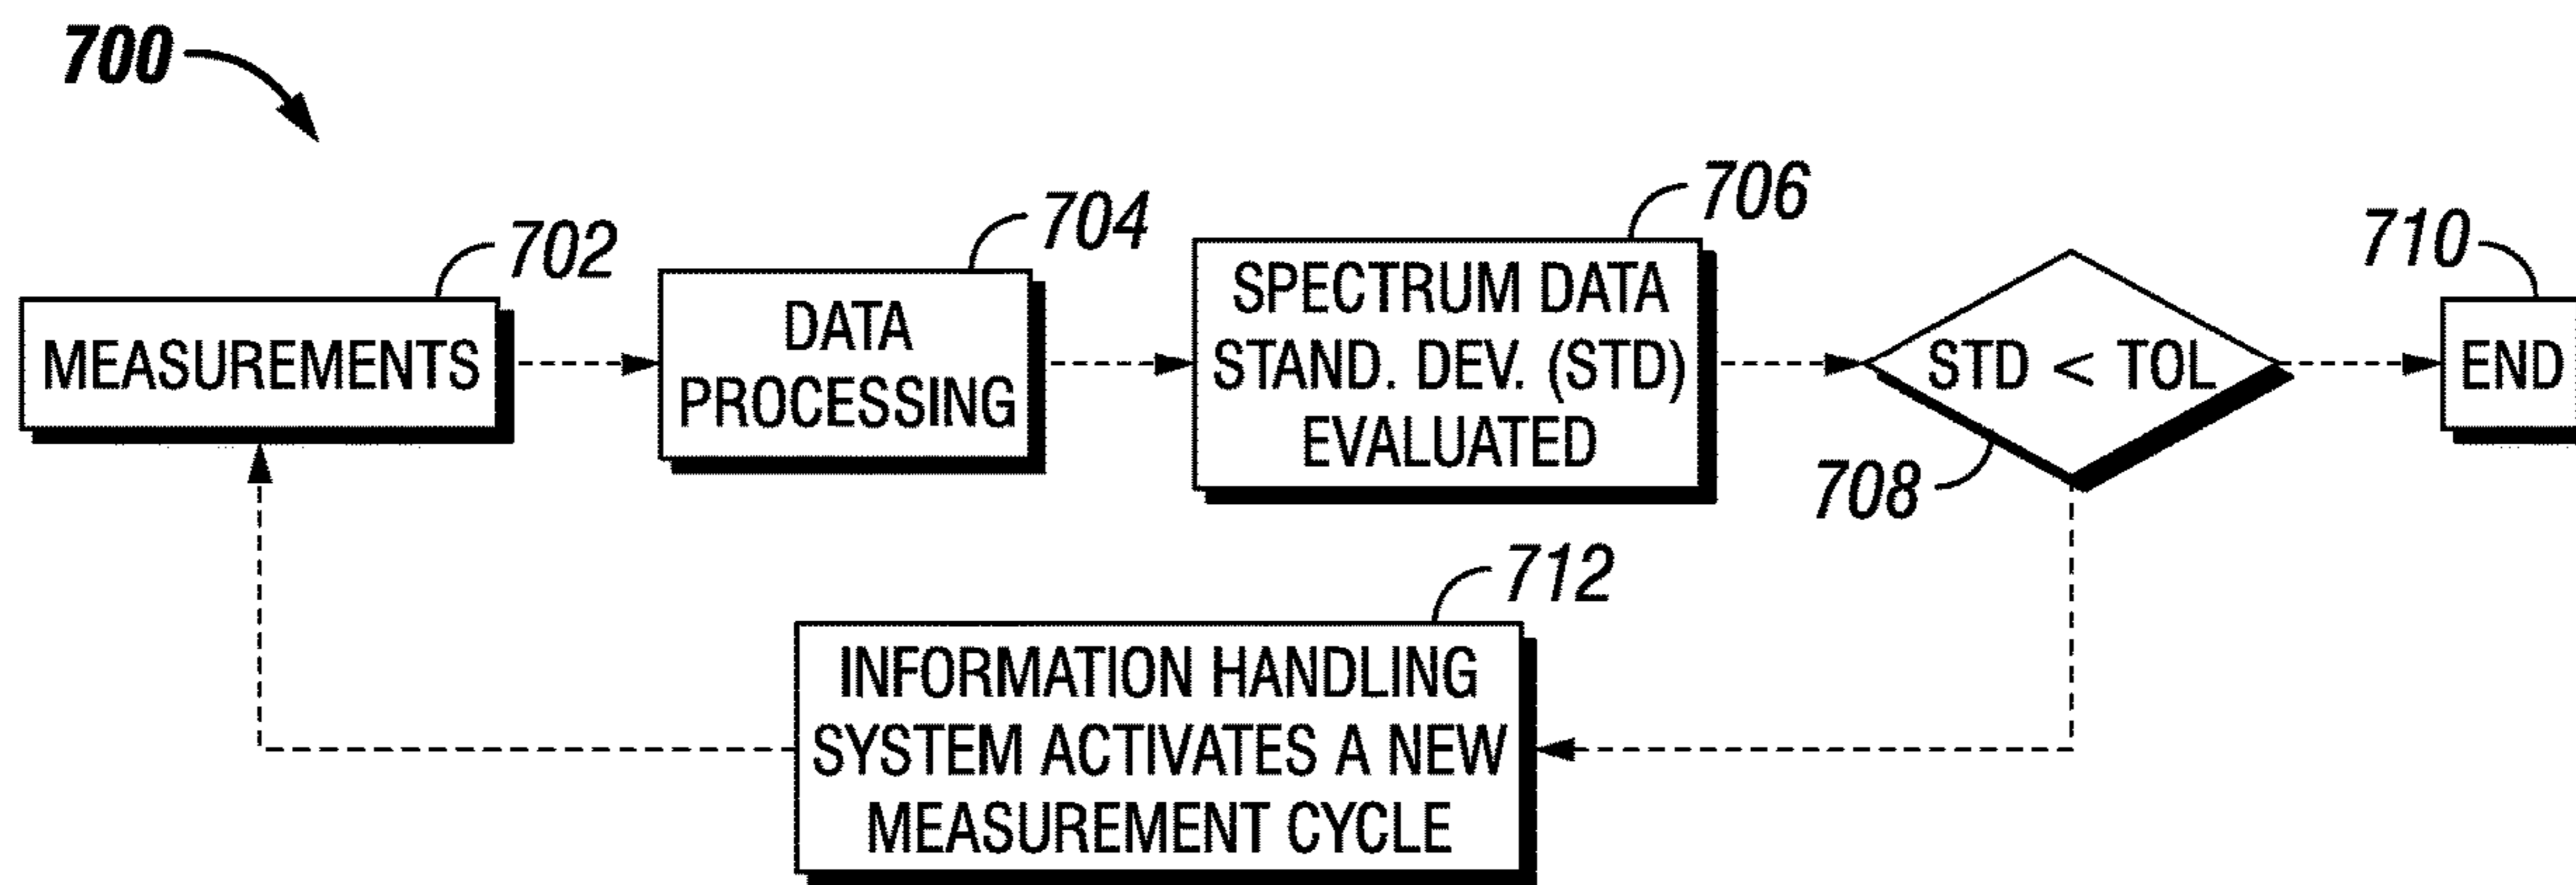 700
702
MEASUREMENTS
704
DATA
PROCESSING
706
SPECTRUM DATA
STAND. DEV. (STD)
EVALUATED
STD < TOL
708
710
END
712
INFORMATION HANDLING
SYSTEM ACTIVATES A NEW
MEASUREMENT CYCLE